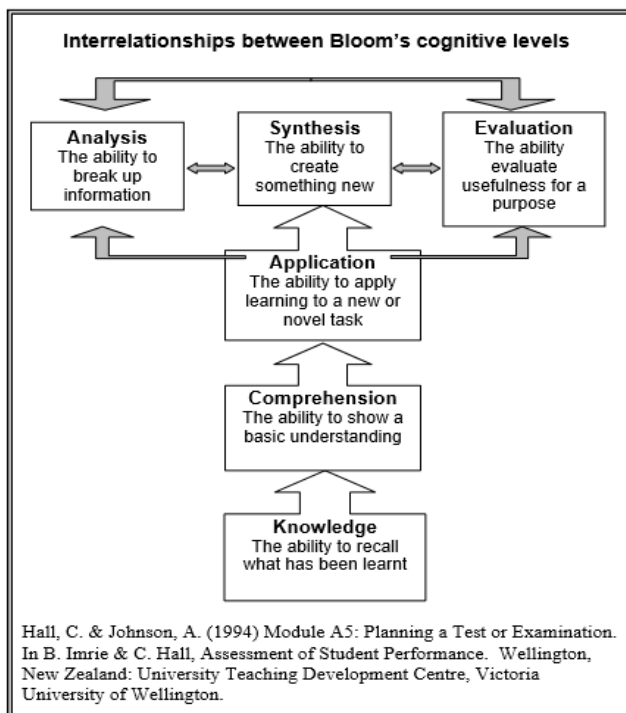 Interrelationships between Bloom's cognitive levels
Analysis
The ability to
break up
information
Synthesis
The ability to
create
something new
Evaluation
The ability
evaluate
usefulness for a
purpose
Application
The ability to apply
learning to a new or
novel task
Comprehension
The ability to show a
basic understanding
Knowledge
The ability to recall
what has been learnt
Hall, C. & Johnson, A. (1994) Module A5: Planning a Test or Examination.
In B. Imrie & C. Hall, Assessment of Student Performance. Wellington,
New Zealand: University Teaching Development Centre, Victoria
University of Wellington.